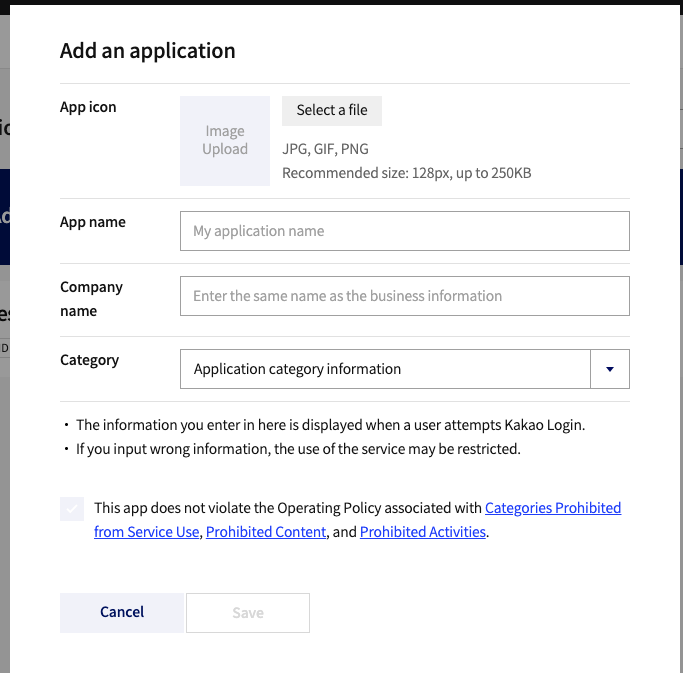 Add an application
App icon
Image
Upload
Select a file
JPG, GIF, PNG
Recommended size: 128px, up to 250KB
App name
My application name
Company
name
Enter the same name as the business information
Category
Application category information
• The information you enter in here is displayed when a user attempts Kakao Login.
• If you input wrong information, the use of the service may be restricted.
This app does not violate the Operating Policy associated with Categories Prohibited
from Service Use, Prohibited Content, and Prohibited Activities.
Cancel
Save